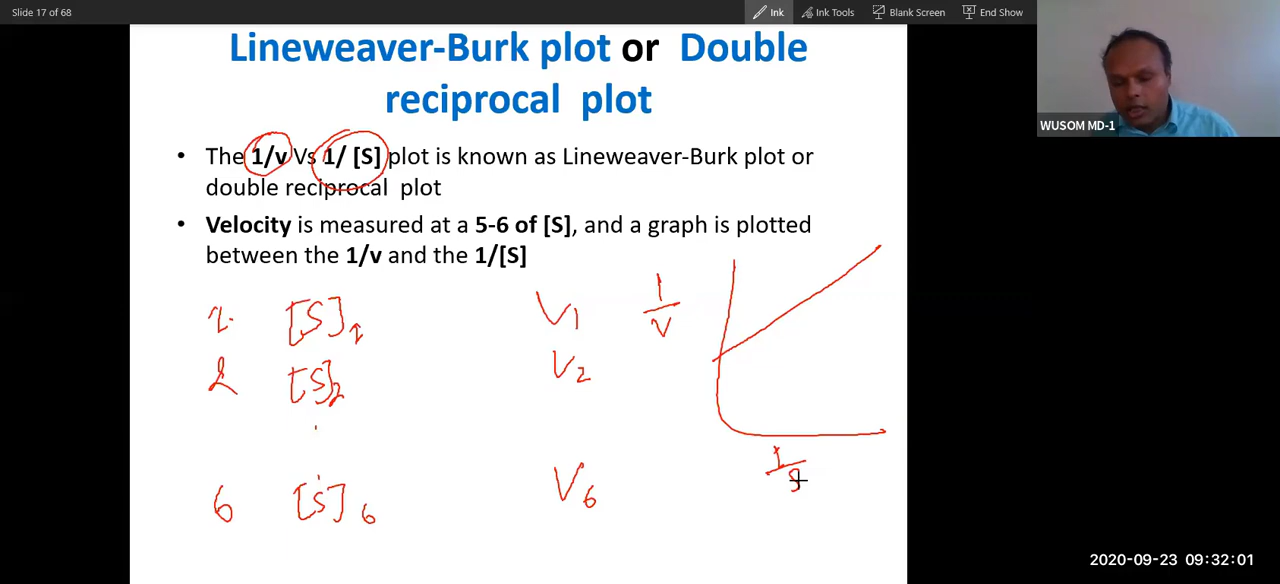 Slide 17 of 68
Ink Ink Tools Blank Screen End Show
WUSOM MD-1
Lineweaver-Burk plot or Double
reciprocal plot
• The 1/v Vs 1/ [S] plot is known as Lineweaver-Burk plot or
double reciprocal plot
• Velocity is measured at a 5-6 of [S], and a graph is plotted
between the 1/v and the 1/[S]
[S]1 V1 1/V
2 [S]2 V2
6 [S]6 V6
1/S
2020-09-23 09:32:01